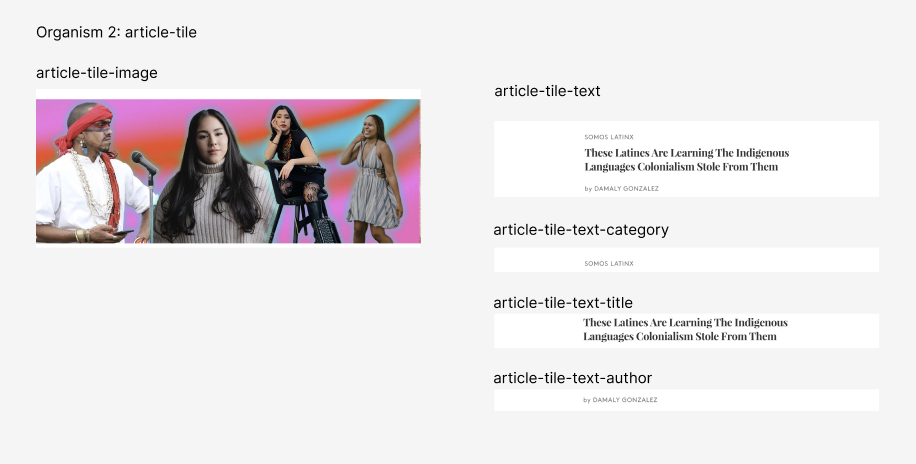 Organism 2: article-tile
article-tile-image
article-tile-text
SOMOS LATINX
These Latines Are Learning The Indigenous
Languages Colonialism Stole From Them
by DAMALY GONZALEZ
article-tile-text-category
SOMOS LATINX
article-tile-text-title
These Latines Are Learning The Indigenous
Languages Colonialism Stole From Them
article-tile-text-author
by DAMALY GONZALEZ